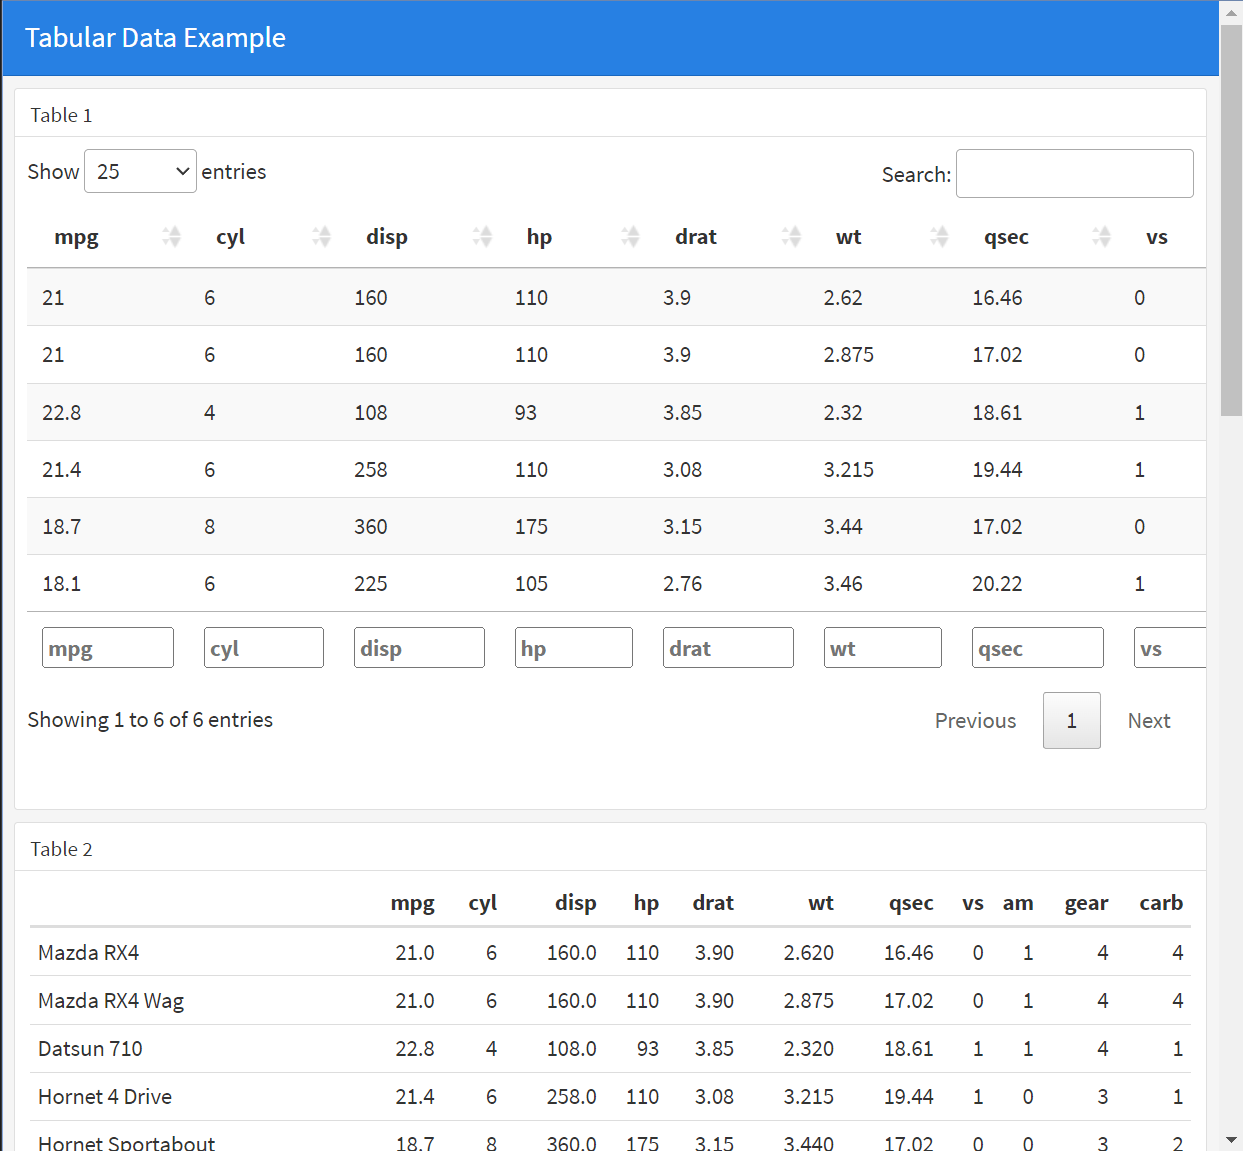 Tabular Data Example
Table 1
Show 25 entries Search:
mpg cyl disp hp drat wt qsec vs
21 6 160 110 3.9 2.62 16.46 0
21 6 160 110 3.9 2.875 17.02 0
22.8 4 108 93 3.85 2.32 18.61 1
21.4 6 258 110 3.08 3.215 19.44 1
18.7 8 360 175 3.15 3.44 17.02 0
18.1 6 225 105 2.76 3.46 20.22 1
mpg cyl disp hp drat wt qsec vs
Showing 1 to 6 of 6 entries Previous 1 Next
Table 2
mpg cyl disp hp drat wt qsec vs am gear carb
Mazda RX4 21.0 6 160.0 110 3.90 2.620 16.46 0 1 4 4
Mazda RX4 Wag 21.0 6 160.0 110 3.90 2.875 17.02 0 1 4 4
Datsun 710 22.8 4 108.0 93 3.85 2.320 18.61 1 1 4 1
Hornet 4 Drive 21.4 6 258.0 110 3.08 3.215 19.44 1 0 3 1
Hornet Sportabout 18.7 8 360.0 175 3.15 3.440 17.02 0 0 3 2